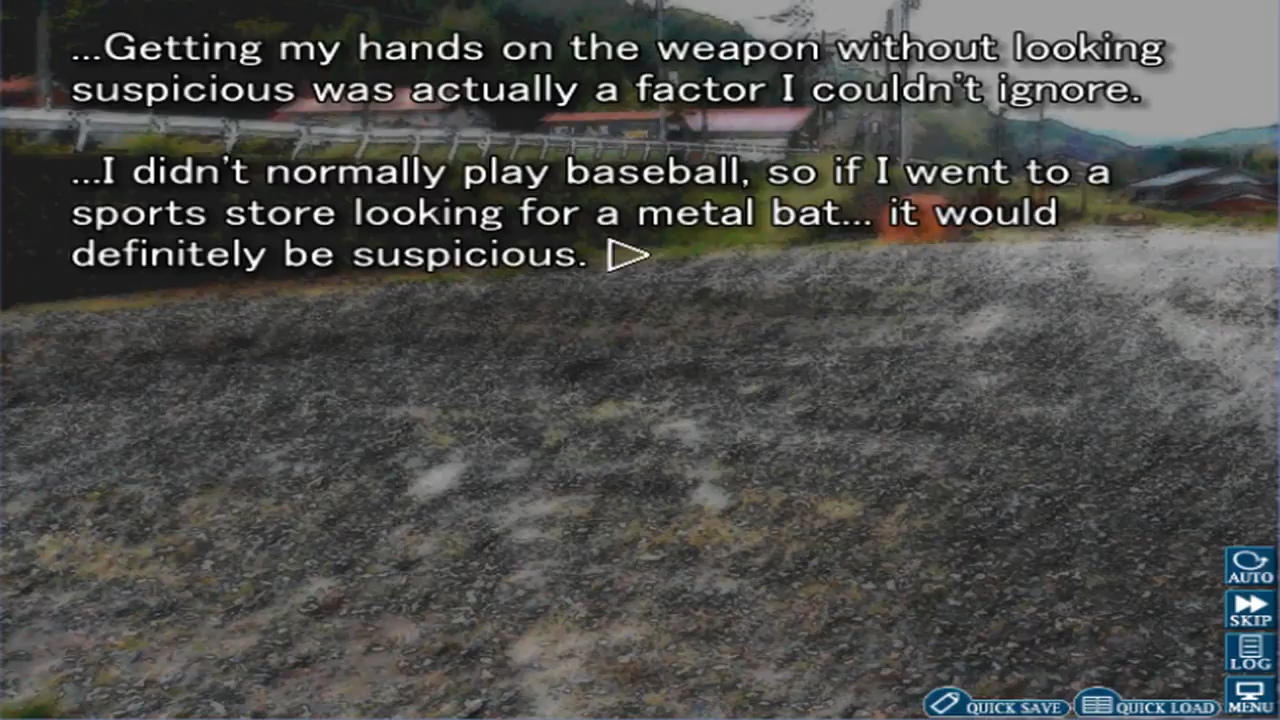 ...Getting my hands on the weapon without looking
suspicious was actually a factor I couldn't ignore.
...I didn't normally play baseball, so if I went to a
sports store looking for a metal bat... it would
definitely be suspicious.
AUTO
SKIP
LOG
MENU
QUICK SAVE
QUICK LOAD